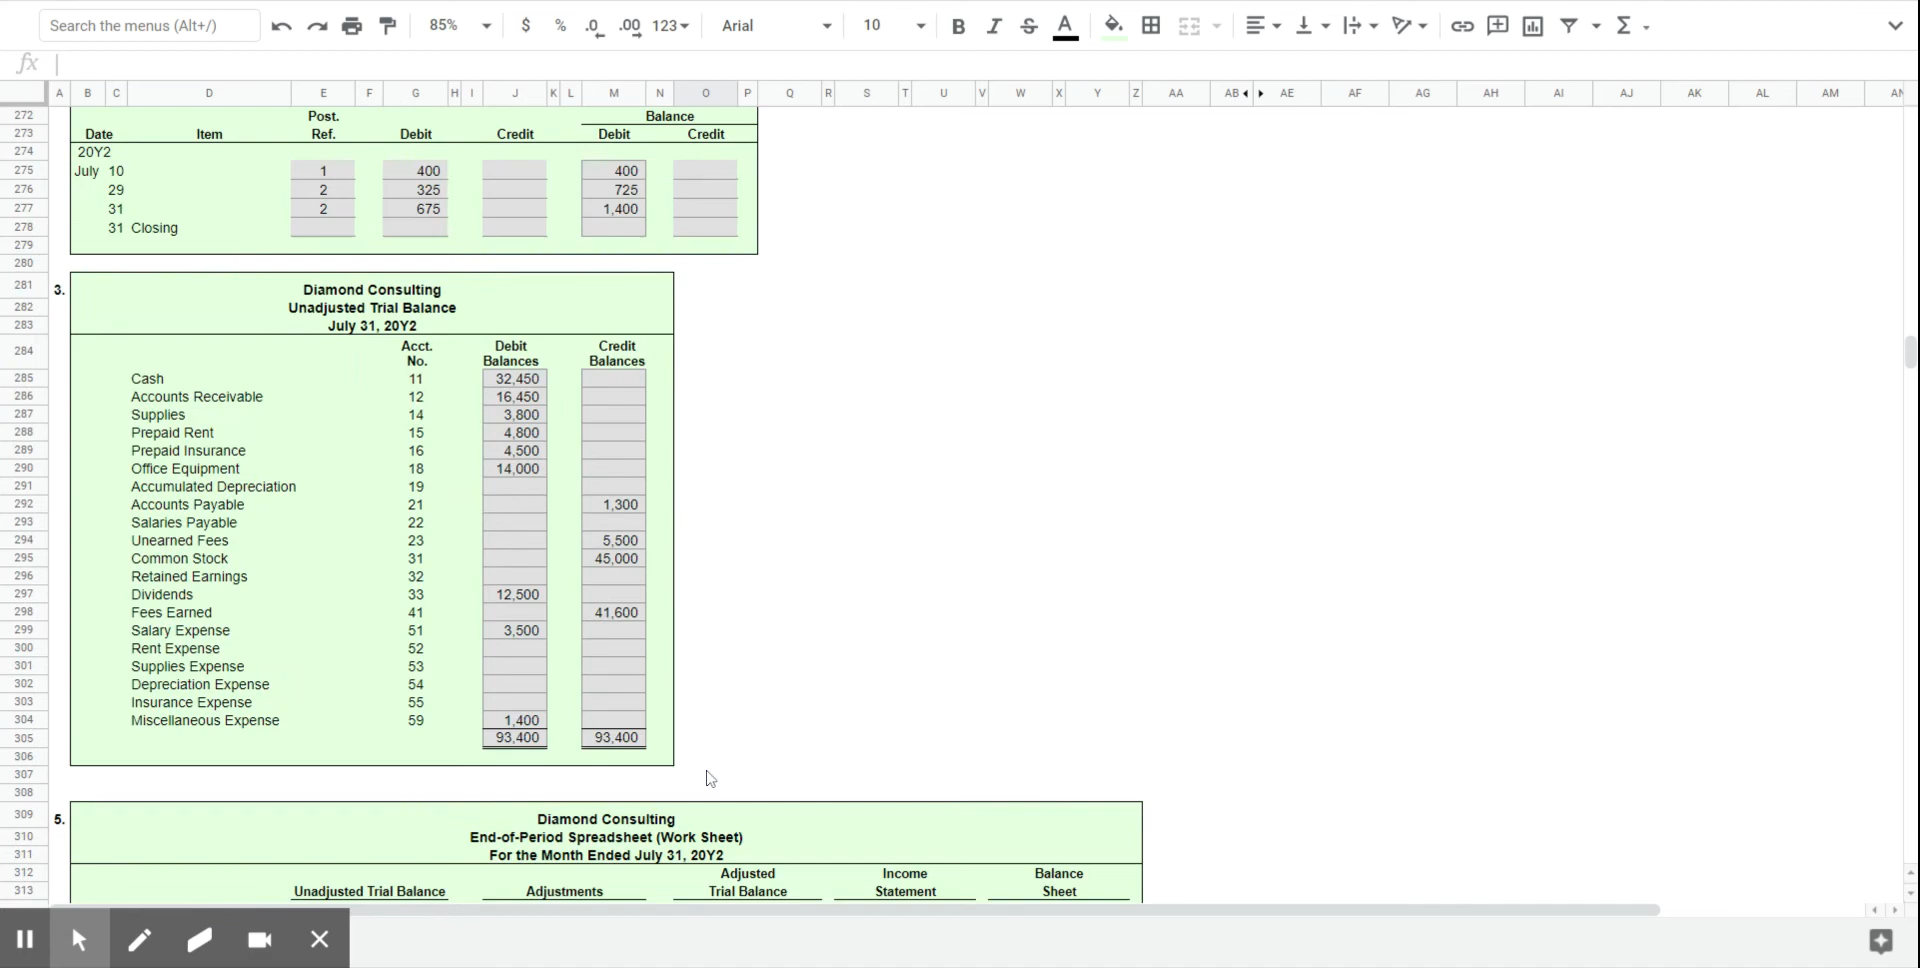 Search the menus (Alt+/) 85% $ % .0 .00 123 Arial 10 B I S A Σ
fx
A B C D E F G H I J K L M N O P Q R S T U V W X Y Z AA AB AE AF AG AH AI AJ AK AL AM AN
272 Post. Balance
273 Date Item Ref. Debit Credit Debit Credit
274 20Y2
275 July 10 1 400 400
276 29 2 325 725
277 31 2 675 1,400
278 31 Closing
279
280
281 3. Diamond Consulting
282 Unadjusted Trial Balance
283 July 31, 20Y2
284 Acct. No. Debit Balances Credit Balances
285 Cash 11 32,450
286 Accounts Receivable 12 16,450
287 Supplies 14 3,800
288 Prepaid Rent 15 4,800
289 Prepaid Insurance 16 4,500
290 Office Equipment 18 14,000
291 Accumulated Depreciation 19
292 Accounts Payable 21 1,300
293 Salaries Payable 22
294 Unearned Fees 23 5,500
295 Common Stock 31 45,000
296 Retained Earnings 32
297 Dividends 33 12,500
298 Fees Earned 41 41,600
299 Salary Expense 51 3,500
300 Rent Expense 52
301 Supplies Expense 53
302 Depreciation Expense 54
303 Insurance Expense 55
304 Miscellaneous Expense 59 1,400
305 93,400 93,400
306
307
308
309 5. Diamond Consulting
310 End-of-Period Spreadsheet (Work Sheet)
311 For the Month Ended July 31, 20Y2
312 Adjusted Income Balance
313 Unadjusted Trial Balance Adjustments Trial Balance Statement Sheet